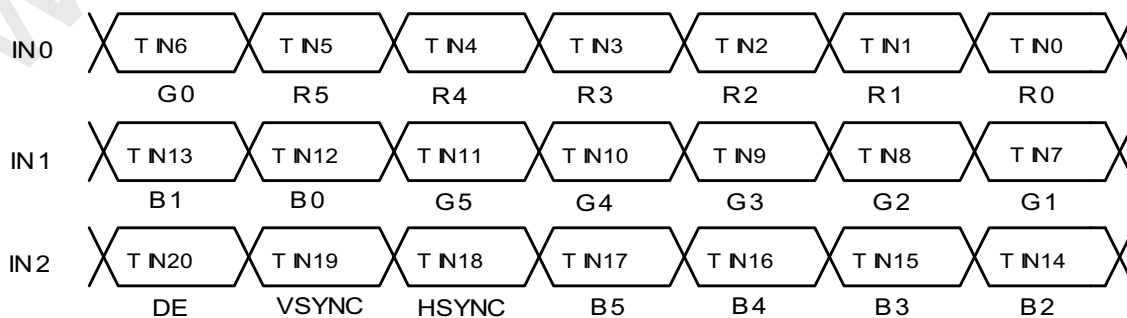 IN0 TIN6 TIN5 TIN4 TIN3 TIN2 TIN1 TIN0
G0 R5 R4 R3 R2 R1 R0
IN1 TIN13 TIN12 TIN11 TIN10 TIN9 TIN8 TIN7
B1 B0 G5 G4 G3 G2 G1
IN2 TIN20 TIN19 TIN18 TIN17 TIN16 TIN15 TIN14
DE VSYNC HSYNC B5 B4 B3 B2